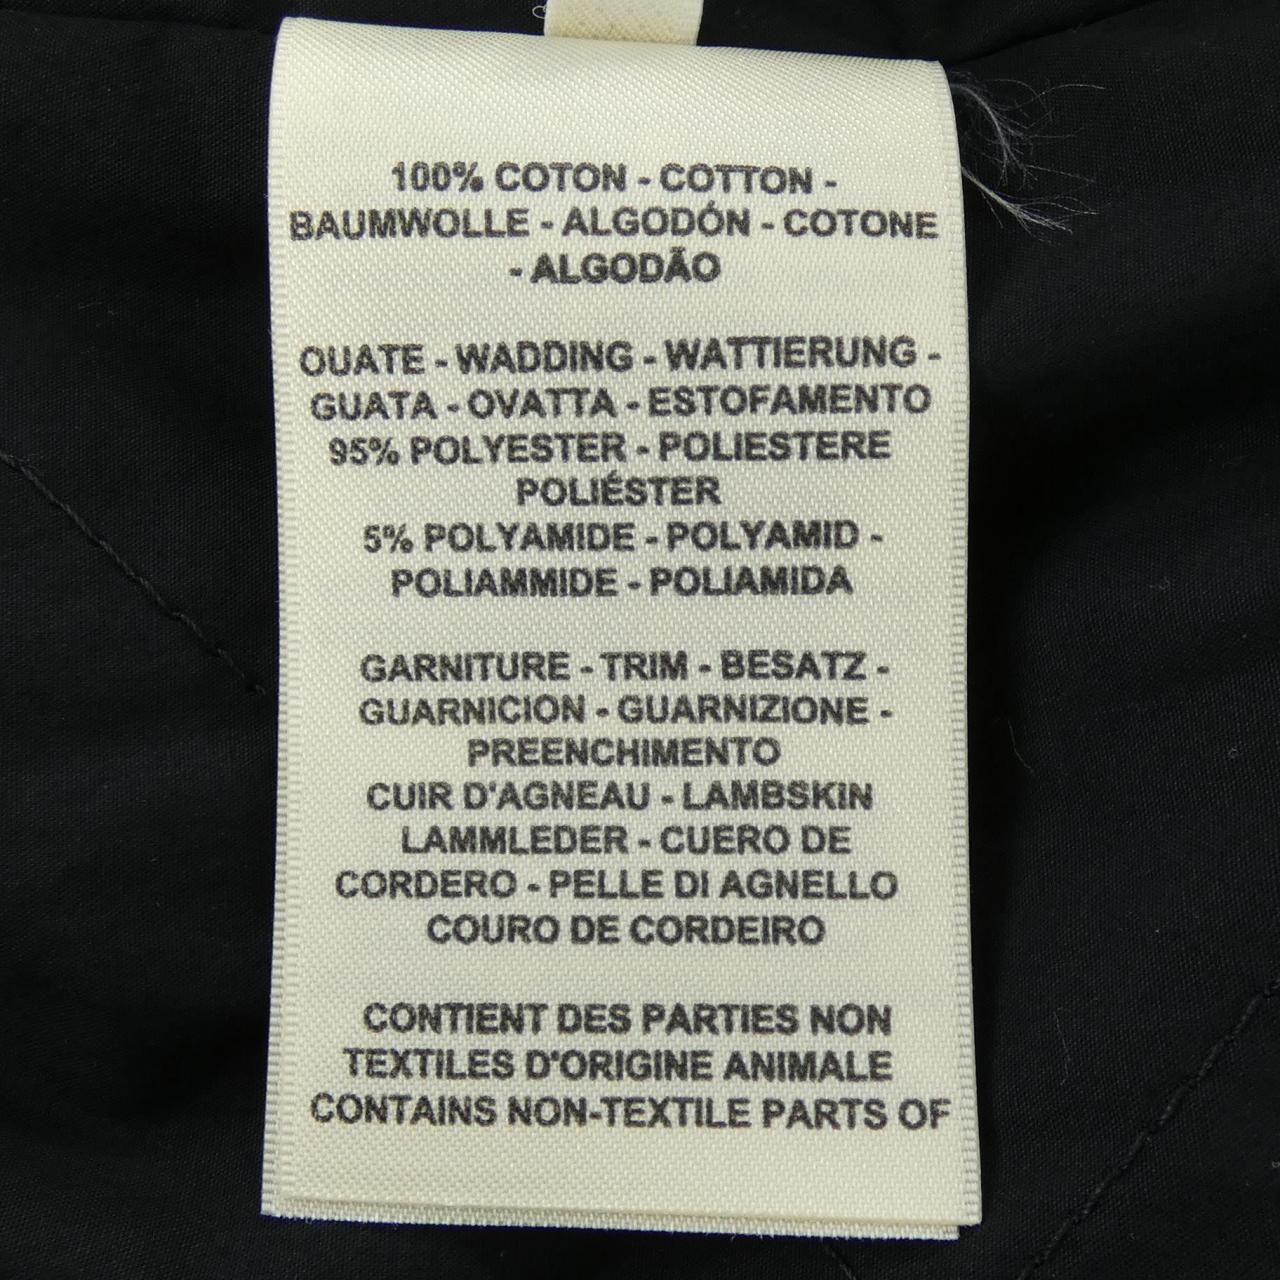 100% COTON - COTTON -
BAUMWOLLE - ALGODÓN - COTONE
- ALGODÃO
OUATE - WADDING - WATTIERUNG -
GUATA - OVATTA - ESTOFAMENTO
95% POLYESTER - POLIESTERE
POLIÉSTER
5% POLYAMIDE - POLYAMID -
POLIAMMIDE - POLIAMIDA
GARNITURE - TRIM - BESATZ -
GUARNICION - GUARNIZIONE -
PREENCHIMENTO
CUIR D'AGNEAU - LAMBSKIN
LAMMLEDER - CUERO DE
CORDERO - PELLE DI AGNELLO
COURO DE CORDEIRO
CONTIENT DES PARTIES NON
TEXTILES D'ORIGINE ANIMALE
CONTAINS NON-TEXTILE PARTS OF